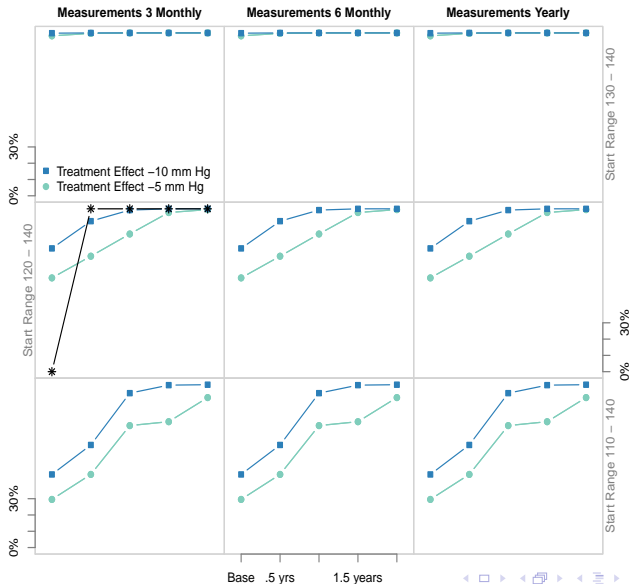 Measurements 3 Monthly
Measurements 6 Monthly
Measurements Yearly
Start Range 130 – 140
30%
0%
Treatment Effect –10 mm Hg
Treatment Effect –5 mm Hg
Start Range 120 – 140
30%
0%
Start Range 110 – 140
30%
0%
Base .5 yrs 1.5 years